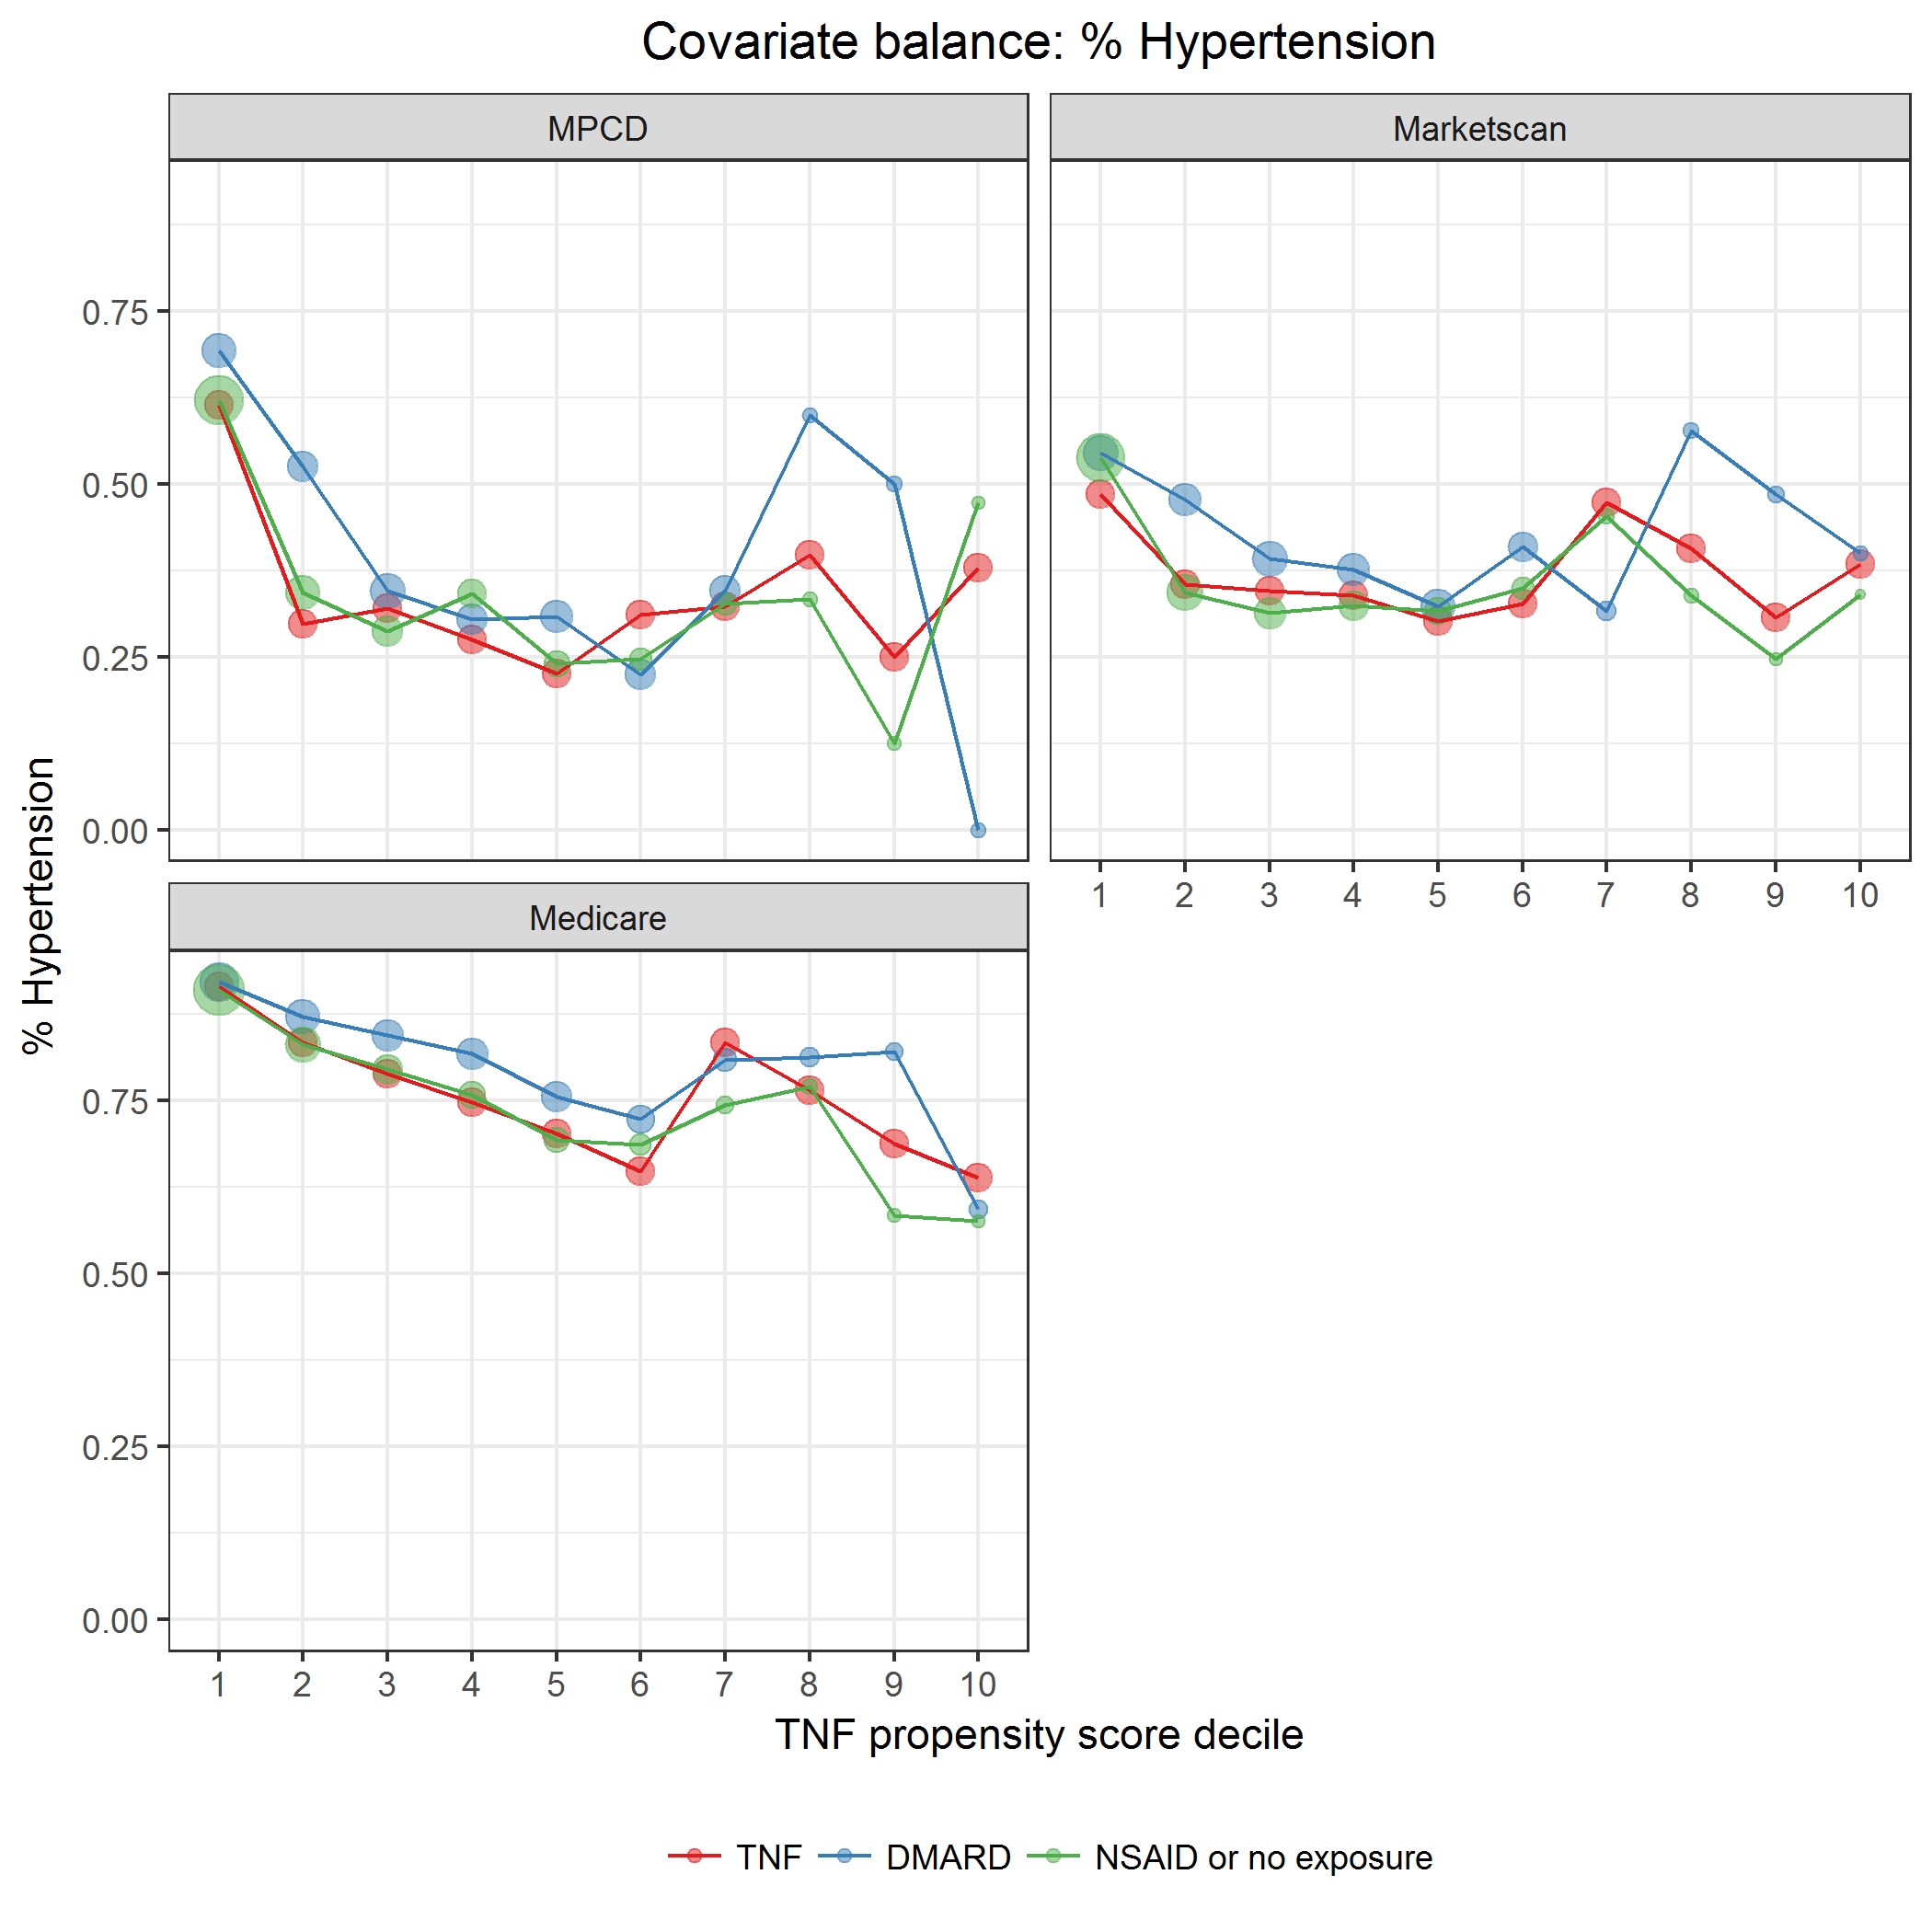 Covariate balance: % Hypertension
MPCD
Marketscan
0.75
0.50
0.25
0.00
1 2 3 4 5 6 7 8 9 10
% Hypertension
Medicare
0.75
0.50
0.25
0.00
1 2 3 4 5 6 7 8 9 10
TNF propensity score decile
TNF DMARD NSAID or no exposure